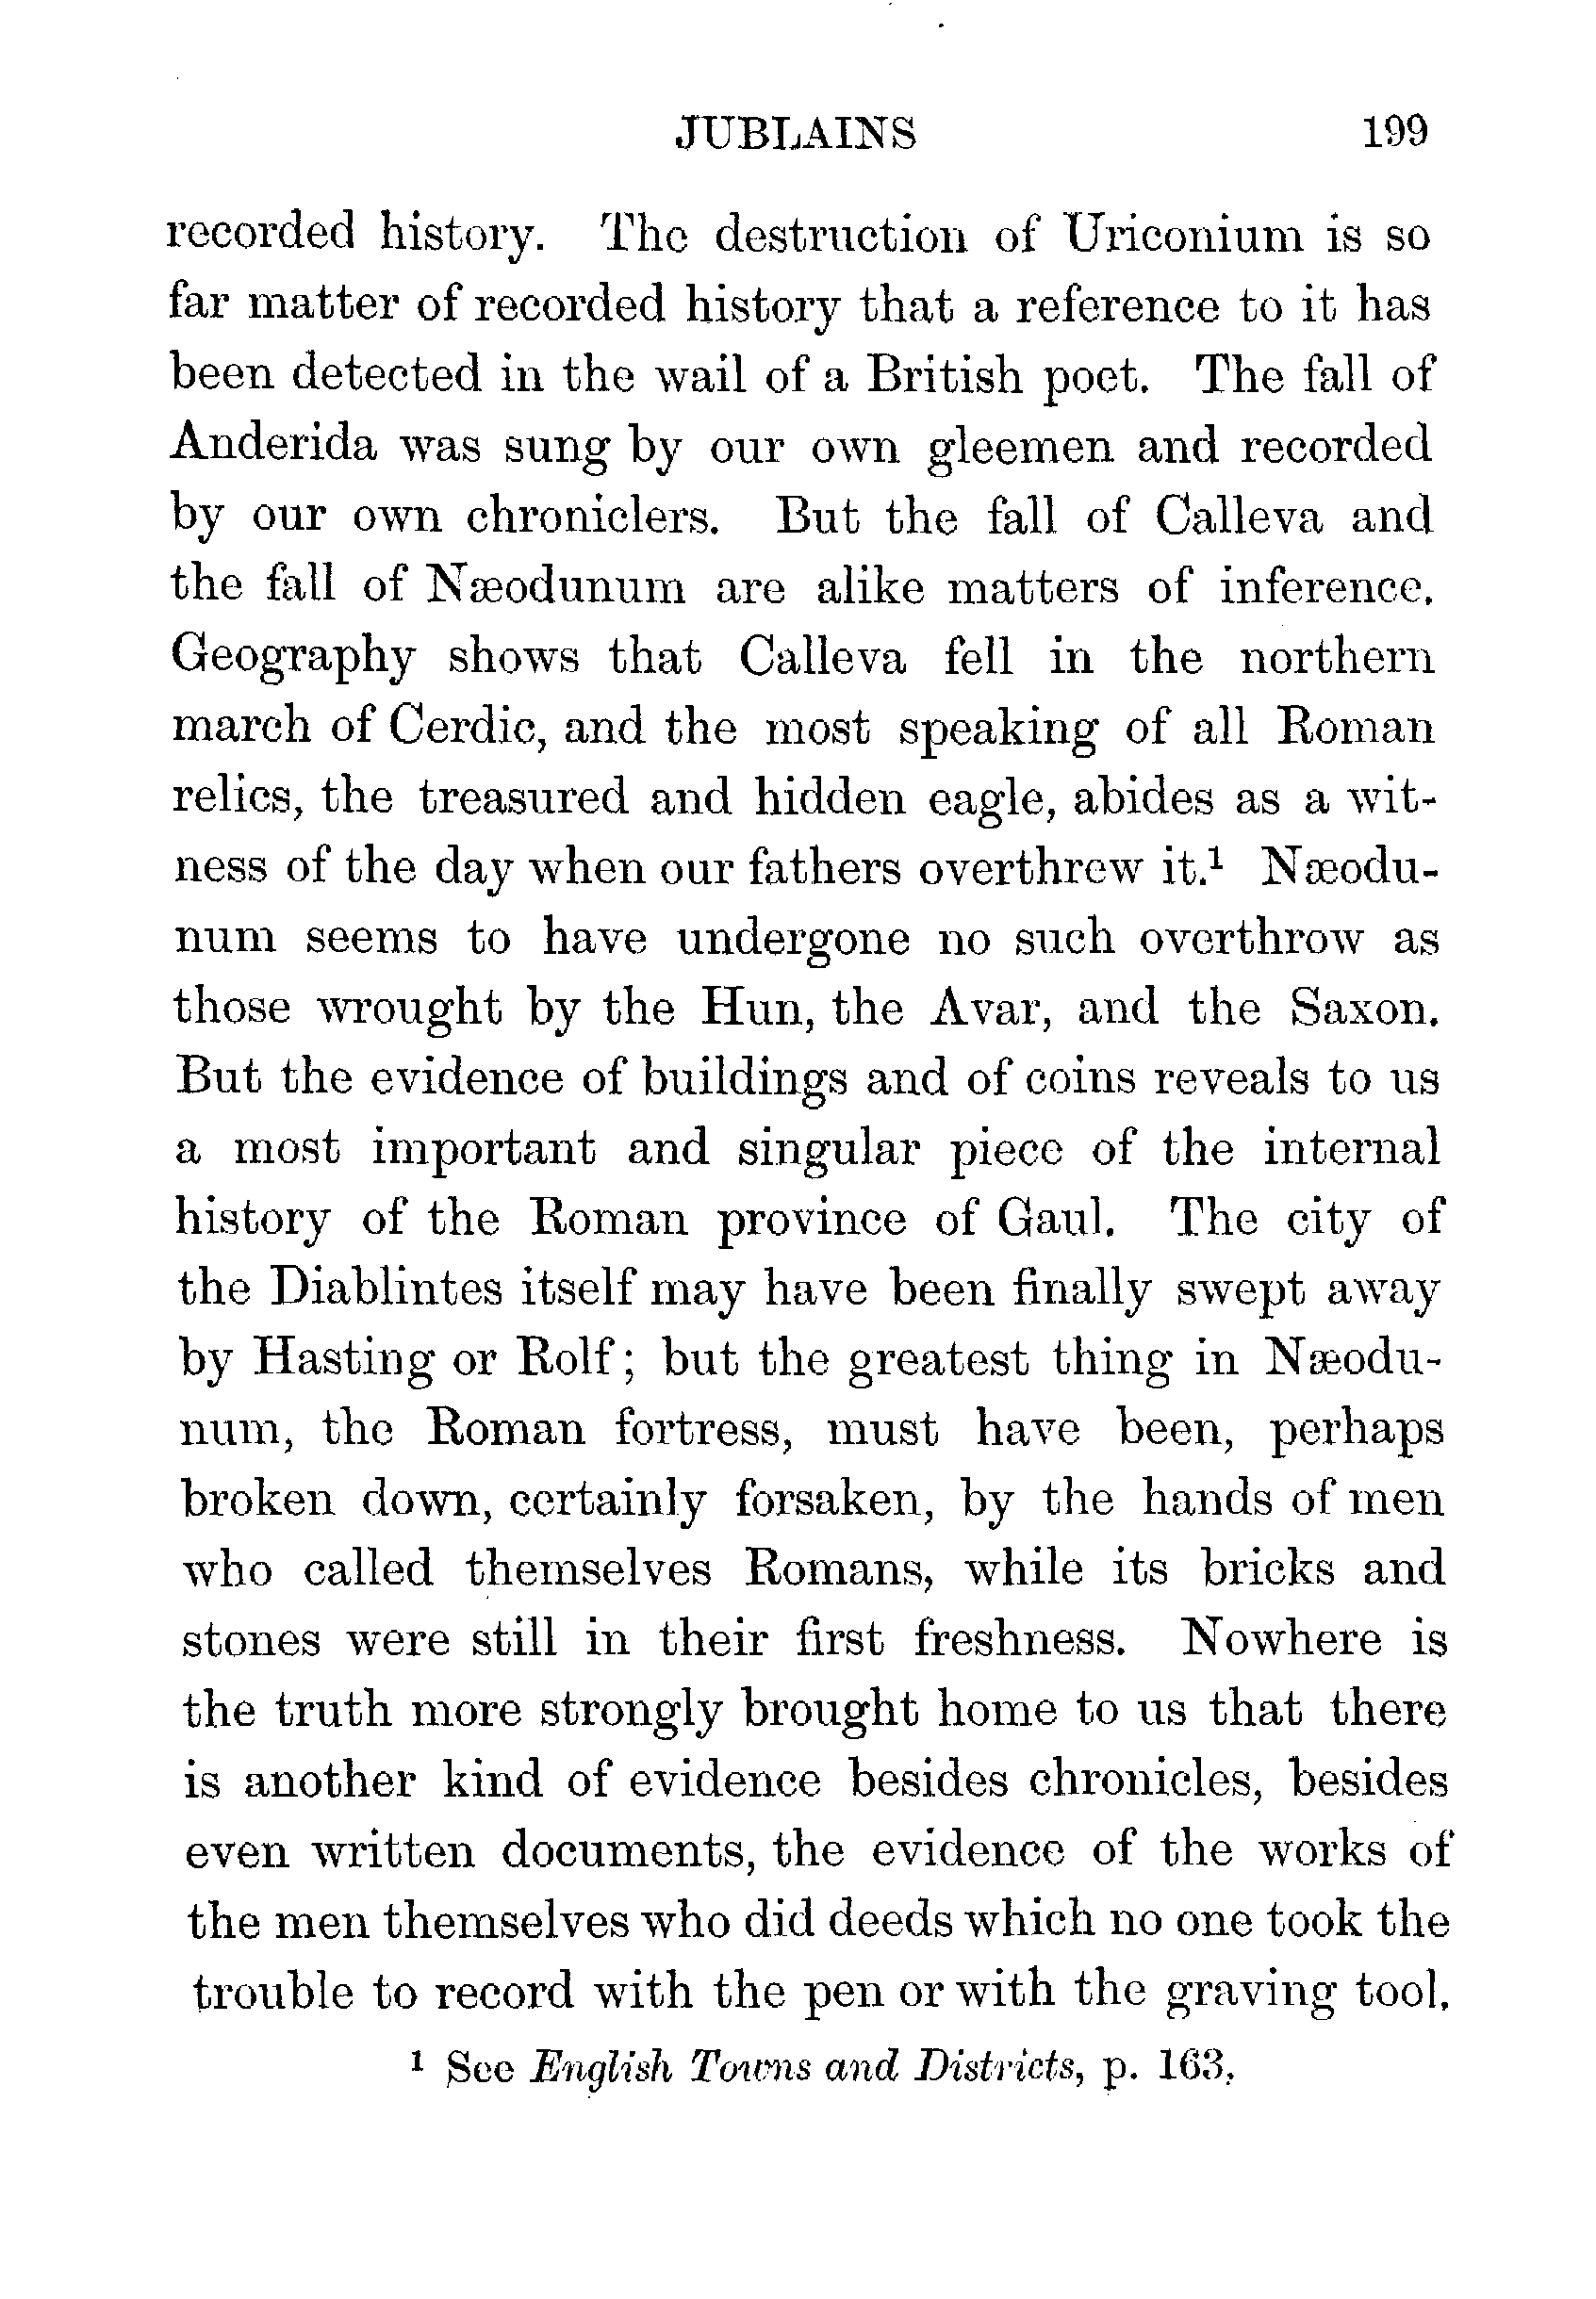 JUBLAINS 199
recorded history. The destruction of Uriconium is so
far matter of recorded history that a reference to it has
been detected in the wail of a British poet. The fall of
Anderida was sung by our own gleemen and recorded
by our own chroniclers. But the fall of Calleva and
the fall of Næodunum are alike matters of inference.
Geography shows that Calleva fell in the northern
march of Cerdic, and the most speaking of all Roman
relics, the treasured and hidden eagle, abides as a wit-
ness of the day when our fathers overthrew it.¹ Næodu-
num seems to have undergone no such overthrow as
those wrought by the Hun, the Avar, and the Saxon.
But the evidence of buildings and of coins reveals to us
a most important and singular piece of the internal
history of the Roman province of Gaul. The city of
the Diablintes itself may have been finally swept away
by Hasting or Rolf; but the greatest thing in Næodu-
num, the Roman fortress, must have been, perhaps
broken down, certainly forsaken, by the hands of men
who called themselves Romans, while its bricks and
stones were still in their first freshness. Nowhere is
the truth more strongly brought home to us that there
is another kind of evidence besides chronicles, besides
even written documents, the evidence of the works of
the men themselves who did deeds which no one took the
trouble to record with the pen or with the graving tool.
¹ See English Towns and Districts, p. 163.